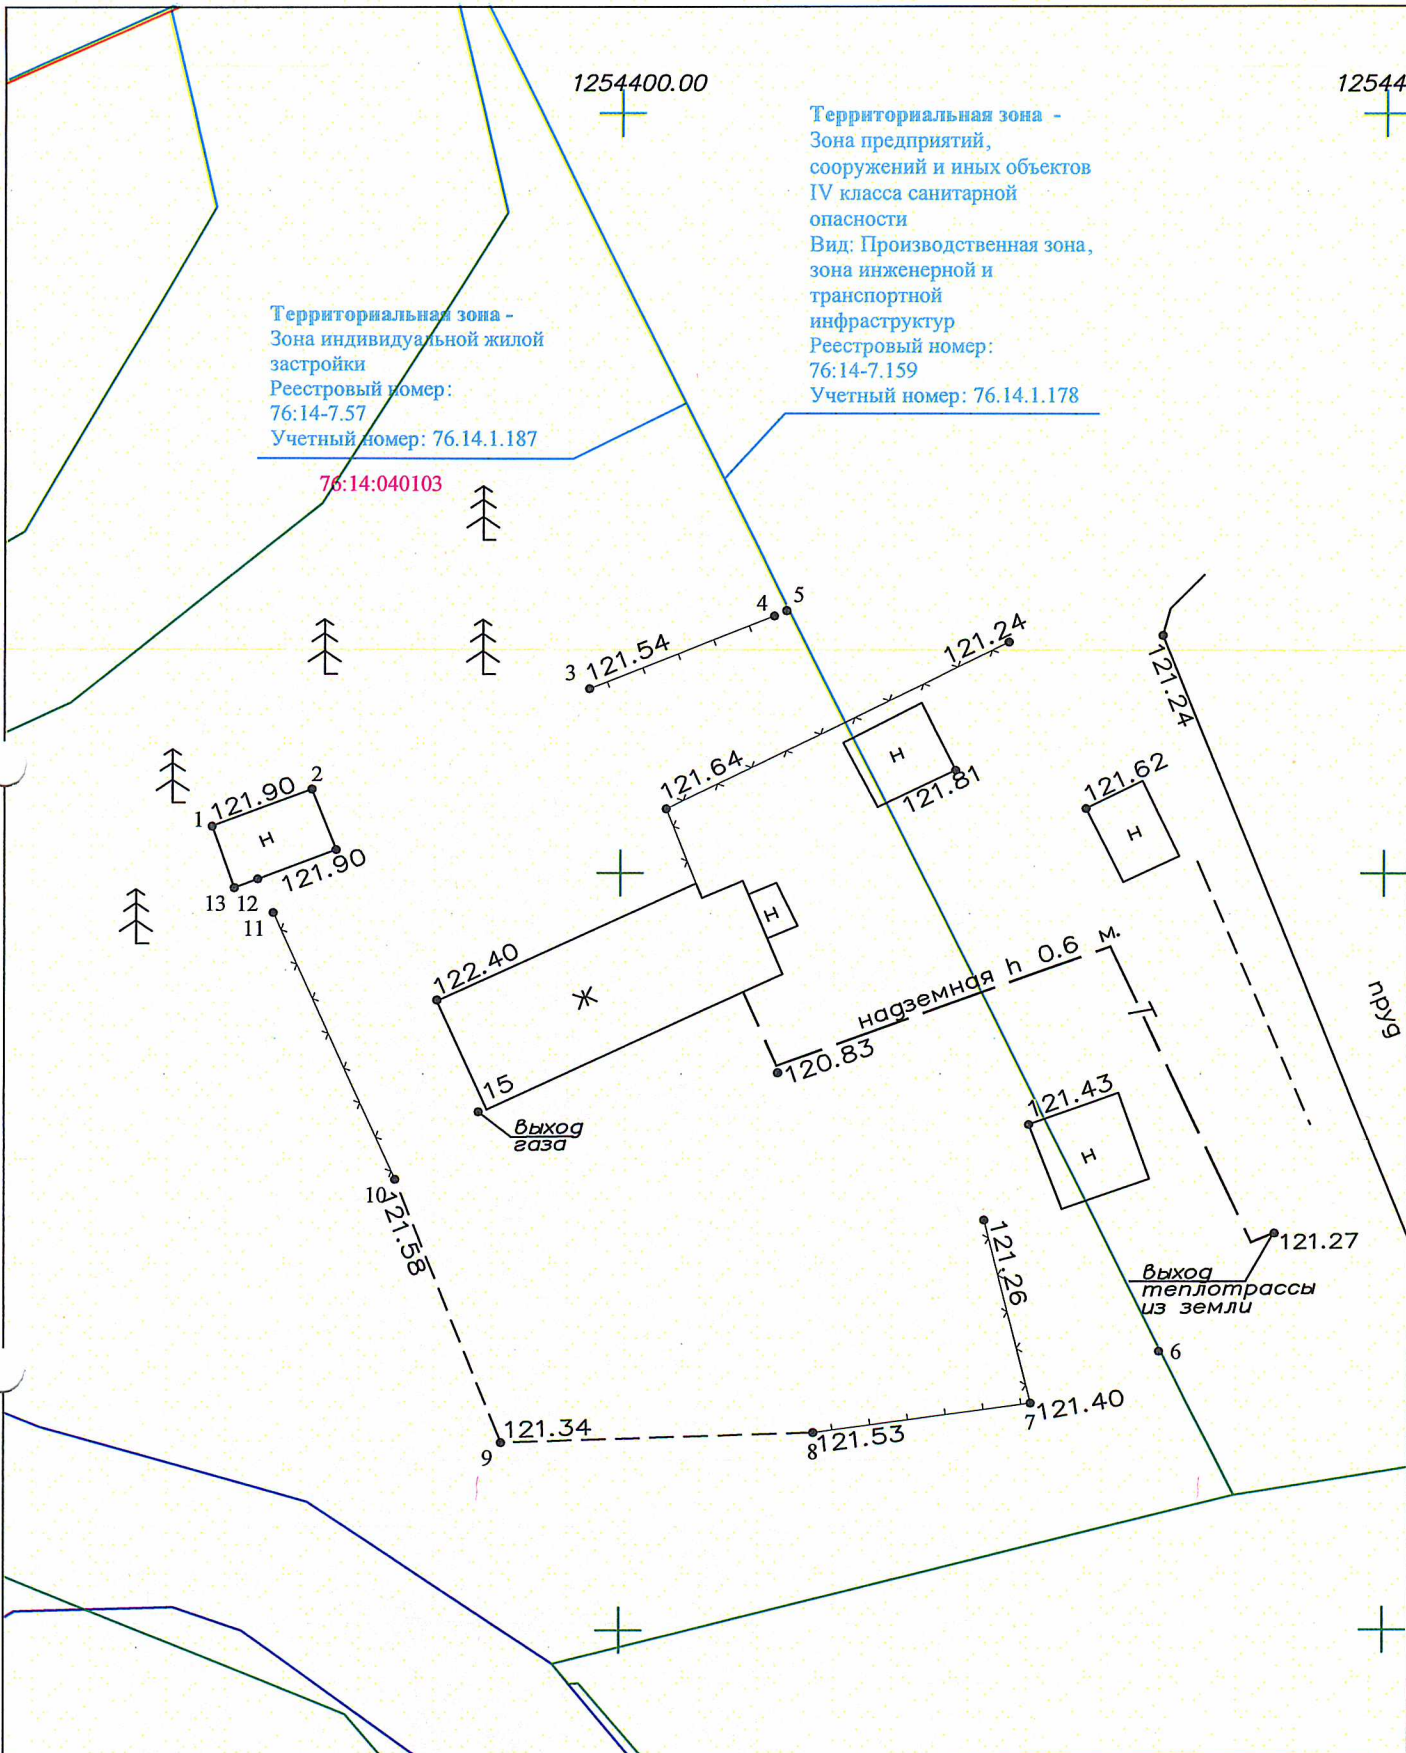 1254400.00
12544
Территориальная зона -
Зона предприятий,
сооружений и иных объектов
IV класса санитарной
опасности
Вид: Производственная зона,
зона инженерной и
транспортной
инфраструктур
Реестровый номер:
76:14-7.159
Учетный номер: 76.14.1.178
Территориальная зона -
Зона индивидуальной жилой
застройки
Реестровый номер:
76:14-7.57
Учетный номер: 76.14.1.187
76:14:040103
4
5
3
121.54
121.24
121.24
121.64
н
121.81
121.62
н
1
121.90
2
н
121.90
13
12
11
н
122.40
ж
надземная h 0.6 м.
пруд
120.83
15
выход
газа
121.43
н
10
121.58
121.26
121.27
выход
теплотрассы
из земли
6
7
121.40
121.34
9
8
121.53